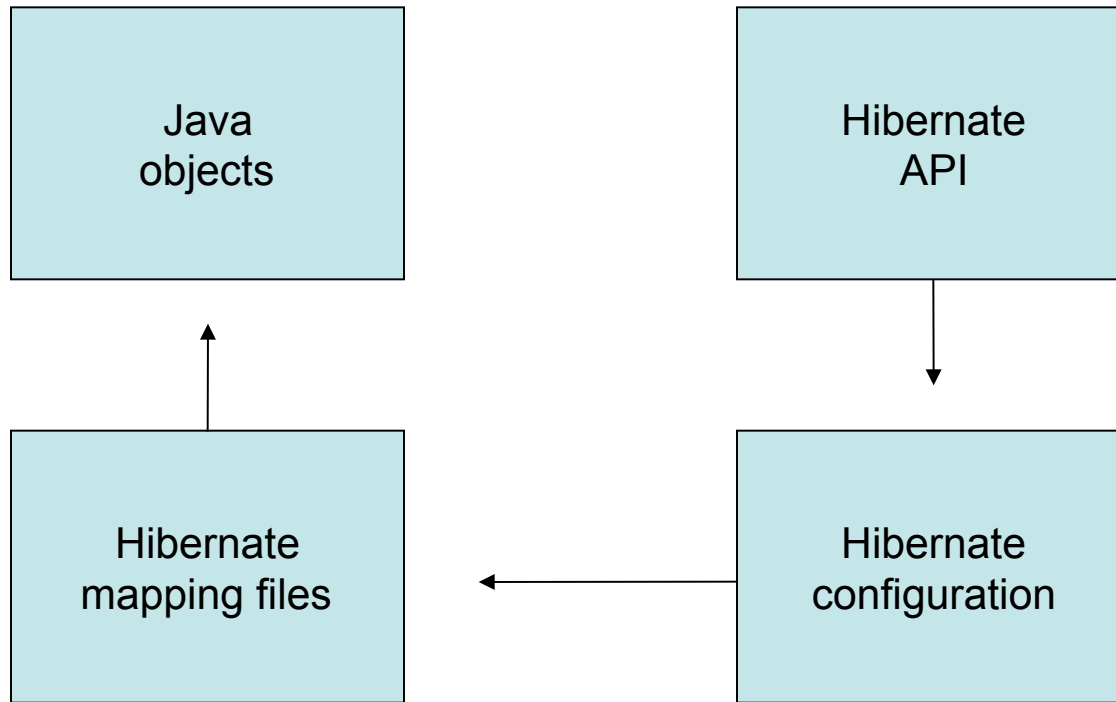 Java
objects
Hibernate
API
Hibernate
mapping files
Hibernate
configuration